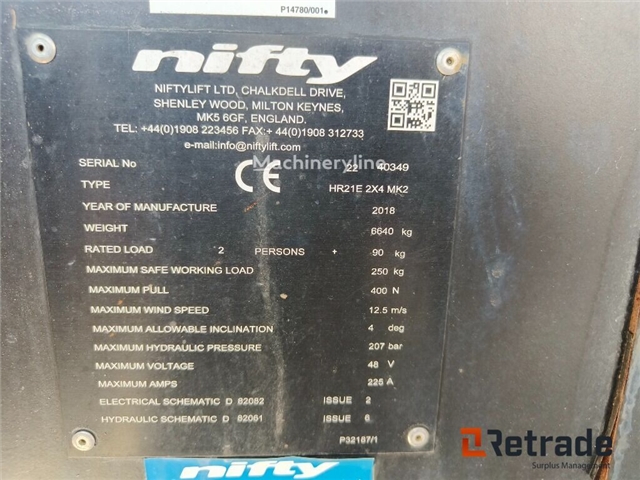 P14780/001
nifty
NIFTYLIFT LTD, CHALKDELL DRIVE,
SHENLEY WOOD, MILTON KEYNES,
MK5 6GF, ENGLAND.
TEL: +44(0)1908 223456 FAX:+ 44(0)1908 312733
e-mail:info@niftylift.com
Machineryline
SERIAL No 22 40349
CE
TYPE HR21E 2X4 MK2
YEAR OF MANUFACTURE 2018
WEIGHT 6640 kg
RATED LOAD 2 PERSONS + 90 kg
MAXIMUM SAFE WORKING LOAD 250 kg
MAXIMUM PULL 400 N
MAXIMUM WIND SPEED 12.5 m/s
MAXIMUM ALLOWABLE INCLINATION 4 deg
MAXIMUM HYDRAULIC PRESSURE 207 bar
MAXIMUM VOLTAGE 48 V
MAXIMUM AMPS 225 A
ELECTRICAL SCHEMATIC D 82082 ISSUE 2
HYDRAULIC SCHEMATIC D 82081 ISSUE 6
P32187/1
nifty
Retrade
Surplus Management